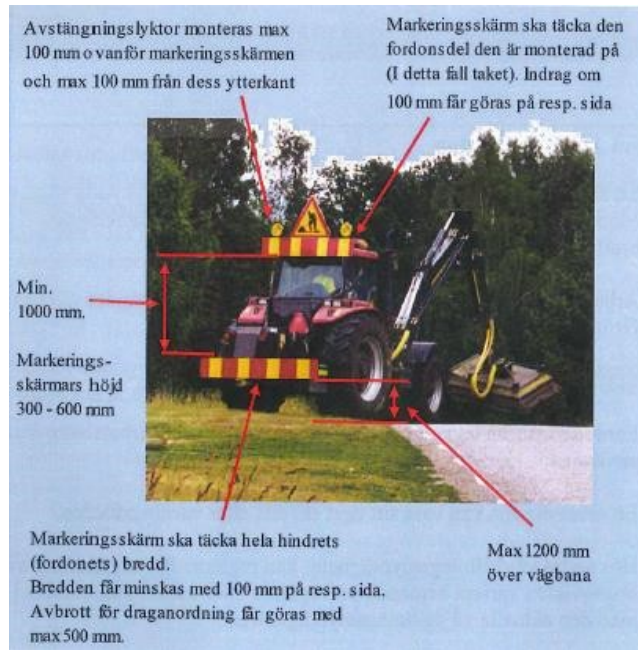 Avstängningslyktor monteras max
100 mm ovanför markeringsskärmen
och max 100 mm från dess ytterkant
Markeringsskärm ska täcka den
fordonsdel den är monterad på
(I detta fall taket). Indrag om
100 mm får göras på resp. sida
Min.
1000 mm.
Markerings-
skärmars höjd
300 - 600 mm
Markeringsskärm ska täcka hela hindrets
(fordonets) bredd.
Bredden får minskas med 100 mm på resp. sida.
Avbrott för draganordning får göras med
max 500 mm.
Max 1200 mm
över vägbana